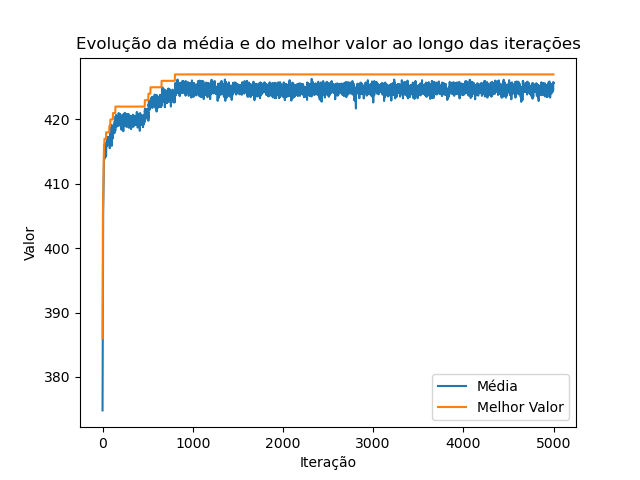 Evolução da média e do melhor valor ao longo das iterações
Valor
420
410
400
390
380
0 1000 2000 3000 4000 5000
Iteração
Média
Melhor Valor